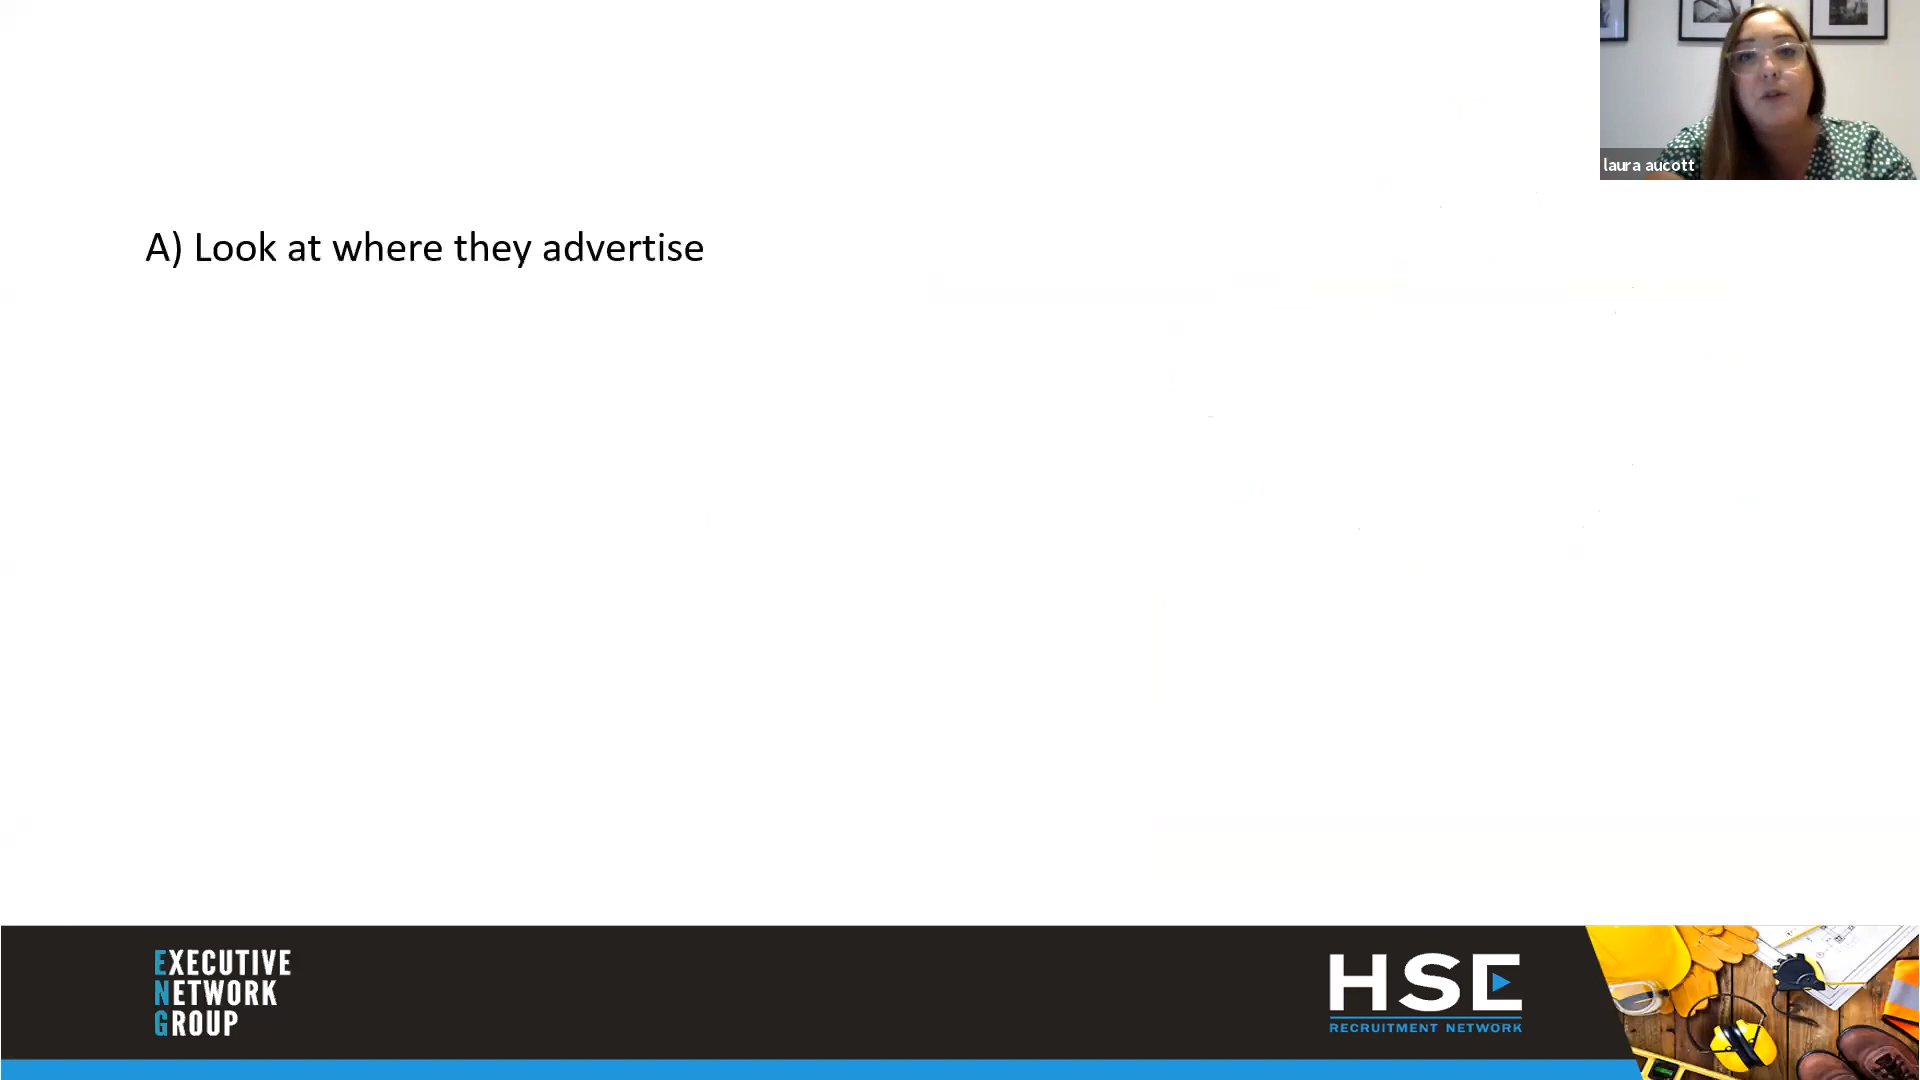 laura aucott
A) Look at where they advertise
EXECUTIVE
NETWORK
GROUP
HSE
RECRUITMENT NETWORK